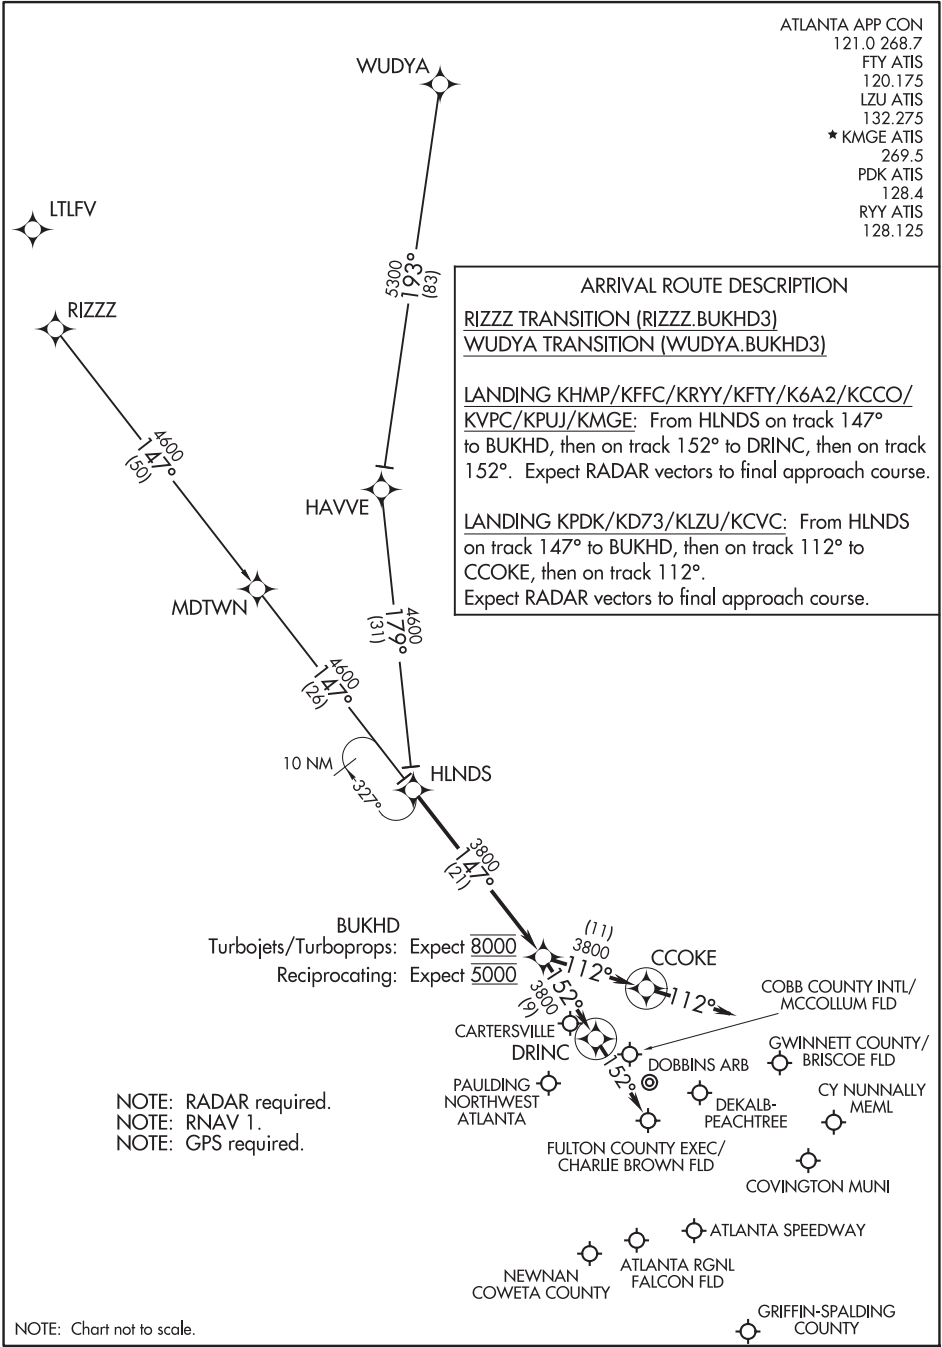 ATLANTA APP CON
121.0 268.7
FTY ATIS
120.175
LZU ATIS
132.275
★ KMGE ATIS
269.5
PDK ATIS
128.4
RYY ATIS
128.125
WUDYA
LTLFV
5300
193°
(83)
RIZZZ
ARRIVAL ROUTE DESCRIPTION
RIZZZ TRANSITION (RIZZZ.BUKHD3)
WUDYA TRANSITION (WUDYA.BUKHD3)
LANDING KHMP/KFFC/KRYY/KFTY/K6A2/KCCO/
KVPC/KPUJ/KMGE: From HLNDS on track 147°
to BUKHD, then on track 152° to DRINC, then on track
152°. Expect RADAR vectors to final approach course.
LANDING KPDK/KD73/KLZU/KCVC: From HLNDS
on track 147° to BUKHD, then on track 112° to
CCOKE, then on track 112°.
Expect RADAR vectors to final approach course.
4600
147°
(50)
HAVVE
MDTWN
4600
179°
(31)
4600
147°
(26)
10 NM
327°
HLNDS
3800
147°
(21)
BUKHD
Turbojets/Turboprops: Expect 8000
Reciprocating: Expect 5000
(11)
3800
112°
CCOKE
112°
152°
3800
(9)
COBB COUNTY INTL/
MCCOLLUM FLD
CARTERSVILLE
DRINC
152°
DOBBINS ARB
GWINNETT COUNTY/
BRISCOE FLD
PAULDING
NORTHWEST
ATLANTA
DEKALB-
PEACHTREE
CY NUNNALLY
MEML
NOTE: RADAR required.
NOTE: RNAV 1.
NOTE: GPS required.
FULTON COUNTY EXEC/
CHARLIE BROWN FLD
COVINGTON MUNI
ATLANTA SPEEDWAY
NEWNAN
COWETA COUNTY
ATLANTA RGNL
FALCON FLD
GRIFFIN-SPALDING
COUNTY
NOTE: Chart not to scale.